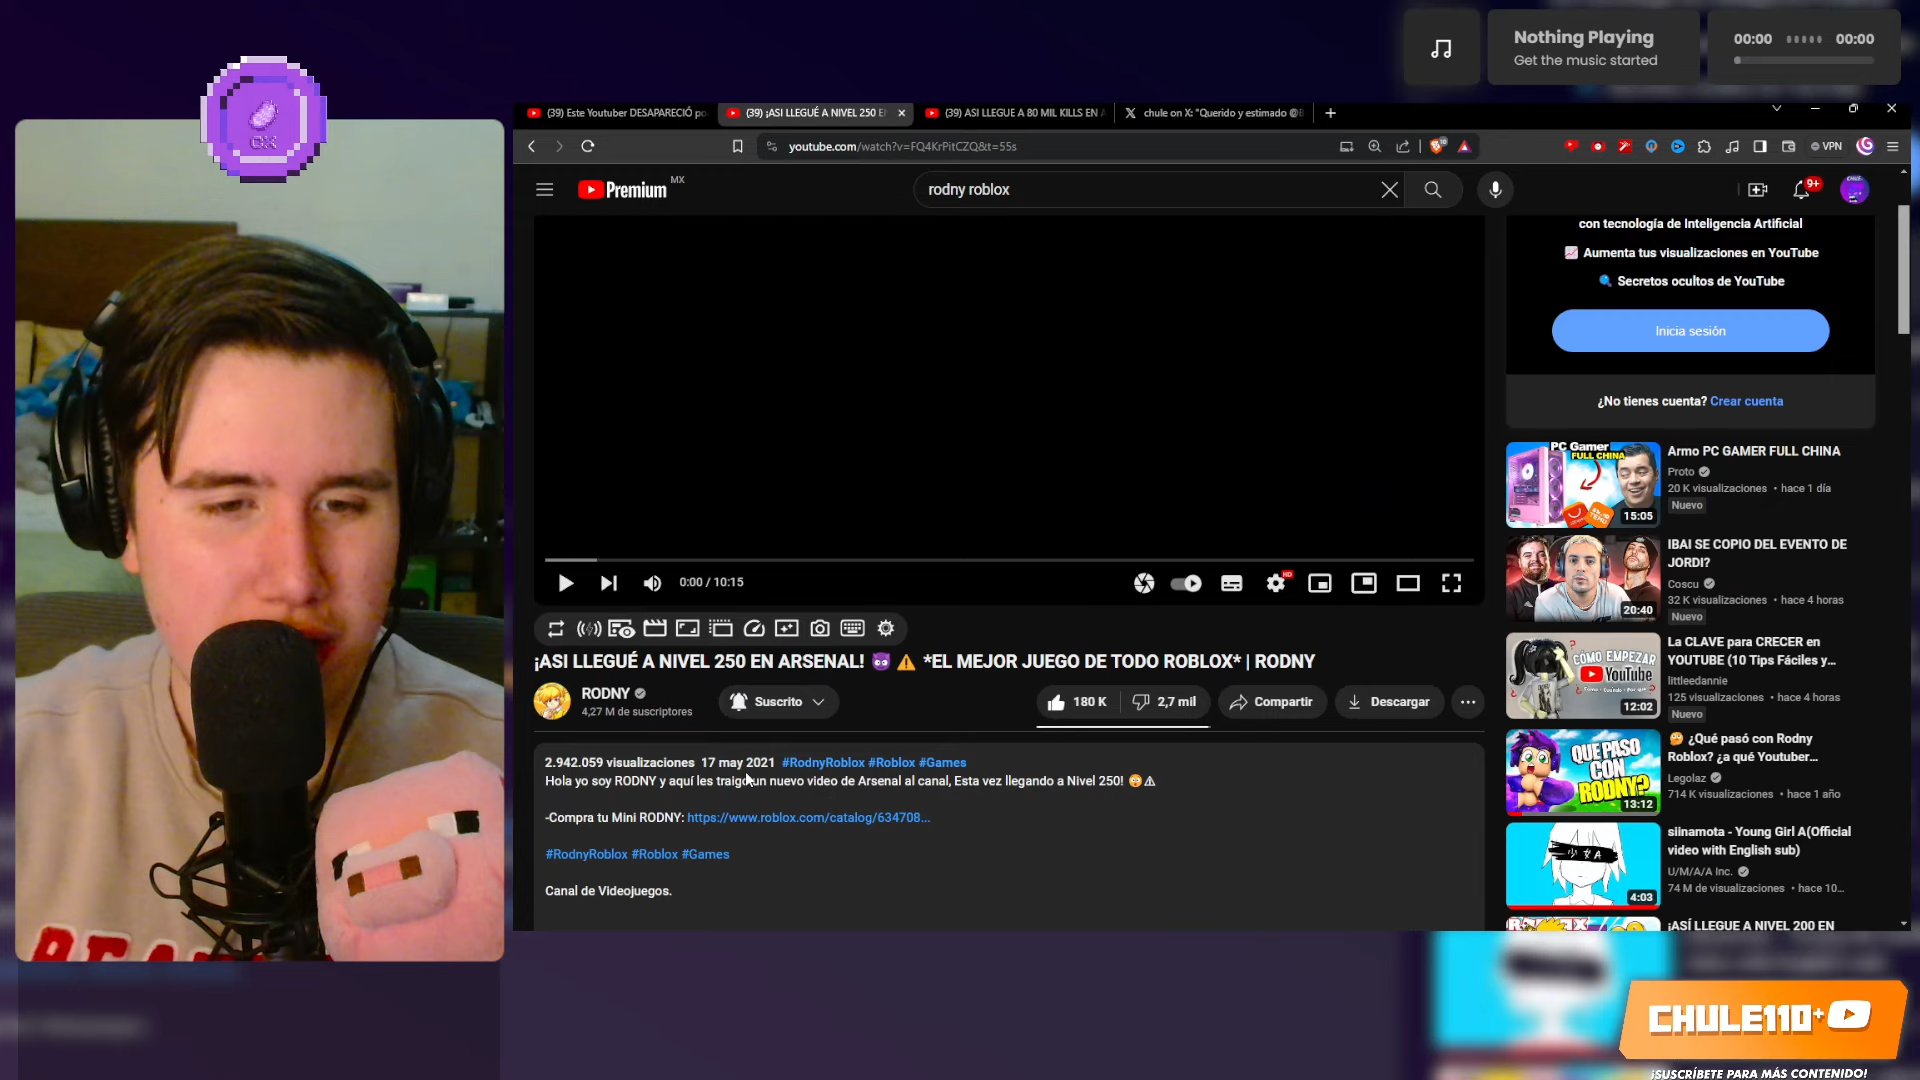 Nothing Playing
Get the music started
00:00
00:00
(39) Este Youtuber DESAPARECIÓ po
(39) ¡ASI LLEGUÉ A NIVEL 250 E
(39) ASI LLEGUE A 80 MIL KILLS EN A
chule on X: "Querido y estimado @
youtube.com/watch?v=FQ4KrPitCZQ&t=55s
VPN
Premium MX
rodny roblox
9+
con tecnología de Inteligencia Artificial
Aumenta tus visualizaciones en YouTube
Secretos ocultos de YouTube
Inicia sesión
¿No tienes cuenta? Crear cuenta
0:00 / 10:15
HD
¡ASI LLEGUÉ A NIVEL 250 EN ARSENAL! 😈 ⚠️ *EL MEJOR JUEGO DE TODO ROBLOX* | RODNY
RODNY
4,27 M de suscriptores
Suscrito
180 K
2,7 mil
Compartir
Descargar
2.942.059 visualizaciones 17 may 2021 #RodnyRoblox #Roblox #Games
Hola yo soy RODNY y aquí les traigo un nuevo video de Arsenal al canal, Esta vez llegando a Nivel 250! 😳⚠
-Compra tu Mini RODNY: https://www.roblox.com/catalog/634708...
#RodnyRoblox #Roblox #Games
Canal de Videojuegos.
PC Gamer
FULL CHINA
15:05
Armo PC GAMER FULL CHINA
Proto
20 K visualizaciones • hace 1 día
Nuevo
20:40
IBAI SE COPIO DEL EVENTO DE
JORDI?
Coscu
32 K visualizaciones • hace 4 horas
Nuevo
CÓMO EMPEZAR
YouTube
12:02
La CLAVE para CRECER en
YOUTUBE (10 Tips Fáciles y...
littleedannie
125 visualizaciones • hace 4 horas
Nuevo
QUE PASO
CON
RODNY?
13:12
¿Qué pasó con Rodny
Roblox? ¿a qué Youtuber...
Legolaz
714 K visualizaciones • hace 1 año
少女A
4:03
siinamota - Young Girl A(Official
video with English sub)
U/M/A/A Inc.
74 M de visualizaciones • hace 10...
¡ASÍ LLEGUE A NIVEL 200 EN
CHULE110+
¡SUSCRÍBETE PARA MÁS CONTENIDO!